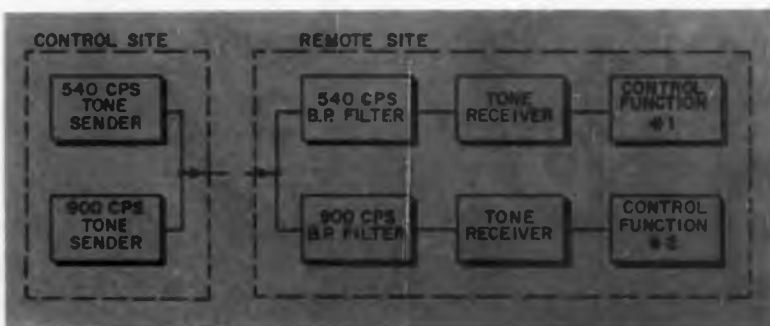 CONTROL SITE
REMOTE SITE
540 CPS
TONE
SENDER
540 CPS
B.P. FILTER
TONE
RECEIVER
CONTROL
FUNCTION
#1
900 CPS
TONE
SENDER
900 CPS
B.P. FILTER
TONE
RECEIVER
CONTROL
FUNCTION
#2